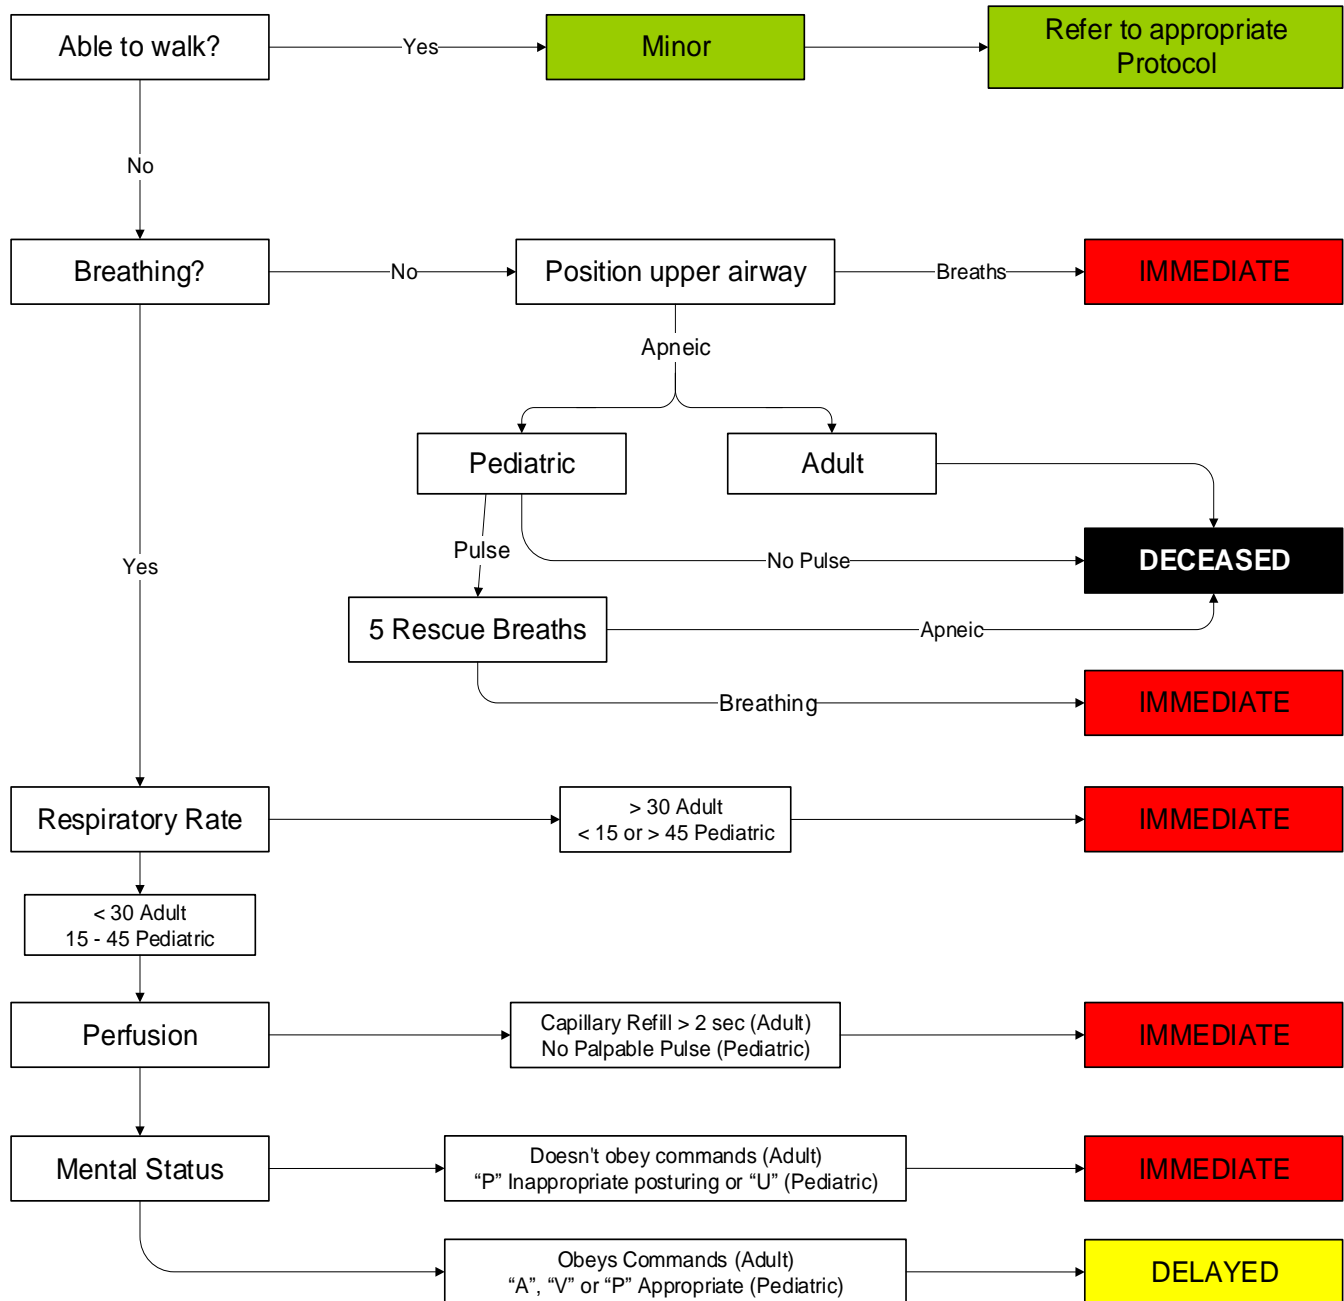 Able to walk?
Yes
Minor
Refer to appropriate
Protocol
No
Breathing?
No
Position upper airway
Breaths
IMMEDIATE
Apneic
Pediatric
Adult
Yes
Pulse
No Pulse
DECEASED
5 Rescue Breaths
Apneic
Breathing
IMMEDIATE
Respiratory Rate
> 30 Adult
< 15 or > 45 Pediatric
IMMEDIATE
< 30 Adult
15 - 45 Pediatric
Perfusion
Capillary Refill > 2 sec (Adult)
No Palpable Pulse (Pediatric)
IMMEDIATE
Mental Status
Doesn't obey commands (Adult)
“P” Inappropriate posturing or “U” (Pediatric)
IMMEDIATE
Obeys Commands (Adult)
“A”, “V” or “P” Appropriate (Pediatric)
DELAYED